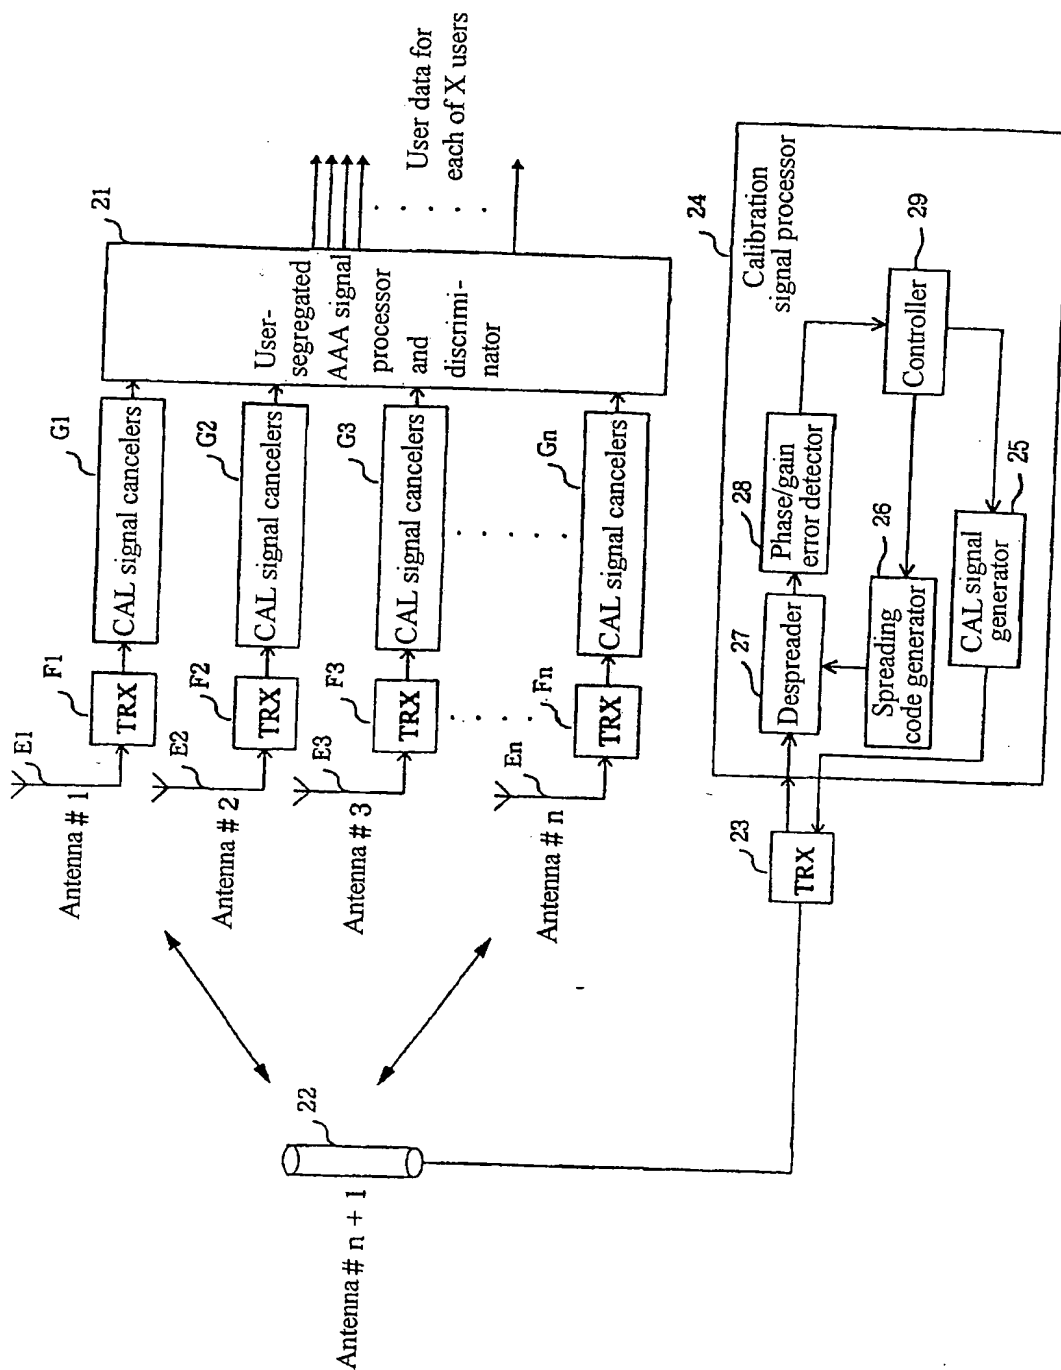 Antenna # 1
E1
F1
TRX
G1
CAL signal cancelers
Antenna # 2
E2
F2
TRX
G2
CAL signal cancelers
Antenna # 3
E3
F3
TRX
G3
CAL signal cancelers
Antenna # n
En
Fn
TRX
Gn
CAL signal cancelers
21
User-
segregated
AAA signal
processor
and
discrimi-
nator
User data for
each of X users
22
Antenna # n + 1
23
TRX
24
Calibration
signal processor
27
Despreader
28
Phase/gain
error detector
29
Controller
26
Spreading
code generator
25
CAL signal
generator